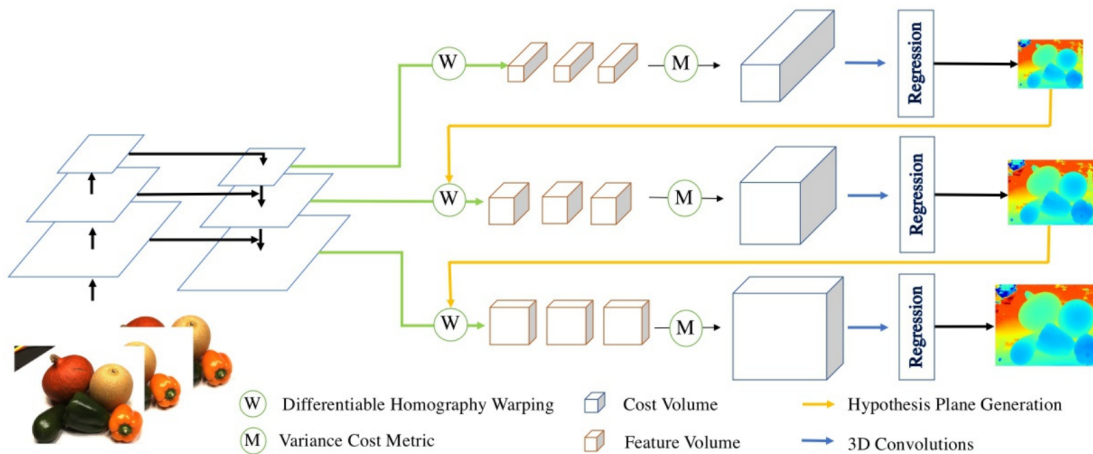 W
M
Regression
W
M
Regression
W
M
Regression
W Differentiable Homography Warping
Cost Volume
Hypothesis Plane Generation
M Variance Cost Metric
Feature Volume
3D Convolutions